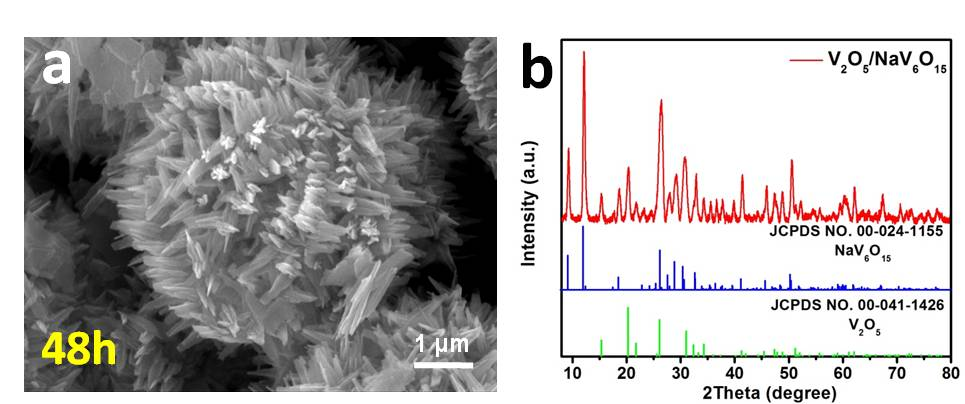 a
48h
1 μm
b
V₂O₅/NaV₆O₁₅
JCPDS NO. 00-024-1155
NaV₆O₁₅
JCPDS NO. 00-041-1426
V₂O₅
Intensity (a.u.)
10 20 30 40 50 60 70 80
2Theta (degree)